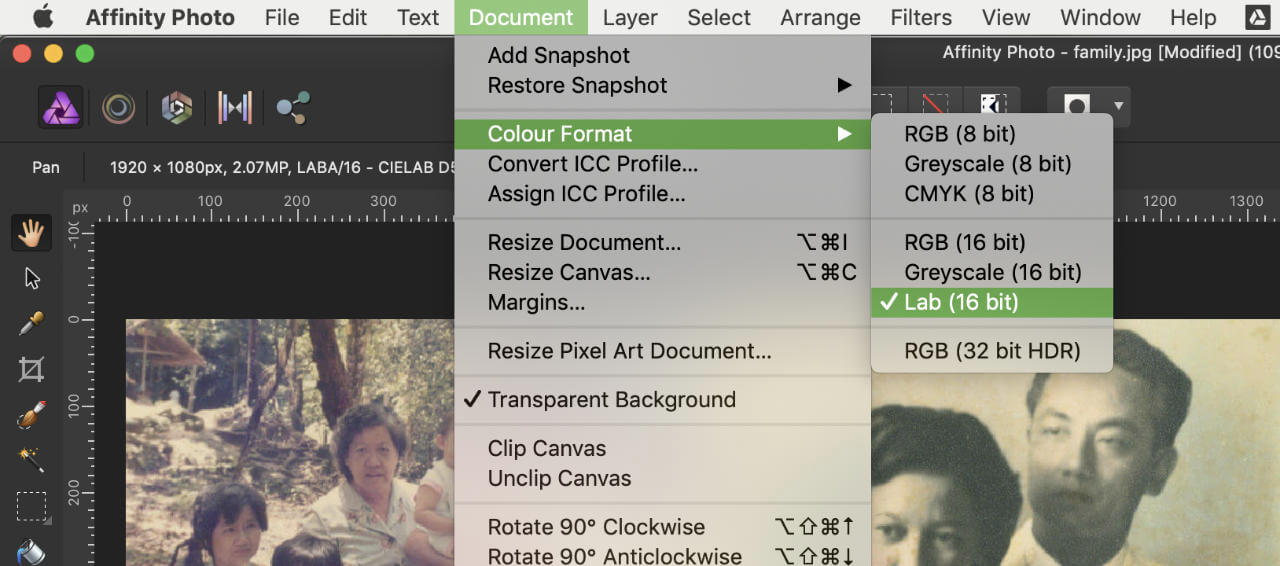 Affinity Photo File Edit Text Document Layer Select Arrange Filters View Window Help
Affinity Photo - family.jpg [Modified] (109
Add Snapshot
Restore Snapshot ▶
Colour Format ▶
Convert ICC Profile...
Assign ICC Profile...
Resize Document... ⌥⌘I
Resize Canvas... ⌥⌘C
Margins...
Resize Pixel Art Document...
✓ Transparent Background
Clip Canvas
Unclip Canvas
Rotate 90° Clockwise ⌥⇧⌘↑
Rotate 90° Anticlockwise ⌥⇧⌘↓
RGB (8 bit)
Greyscale (8 bit)
CMYK (8 bit)
RGB (16 bit)
Greyscale (16 bit)
✓ Lab (16 bit)
RGB (32 bit HDR)
Pan 1920 × 1080px, 2.07MP, LABA/16 - CIELAB D5
px 0 100 200 300 1200 1300
-100
0
100
200